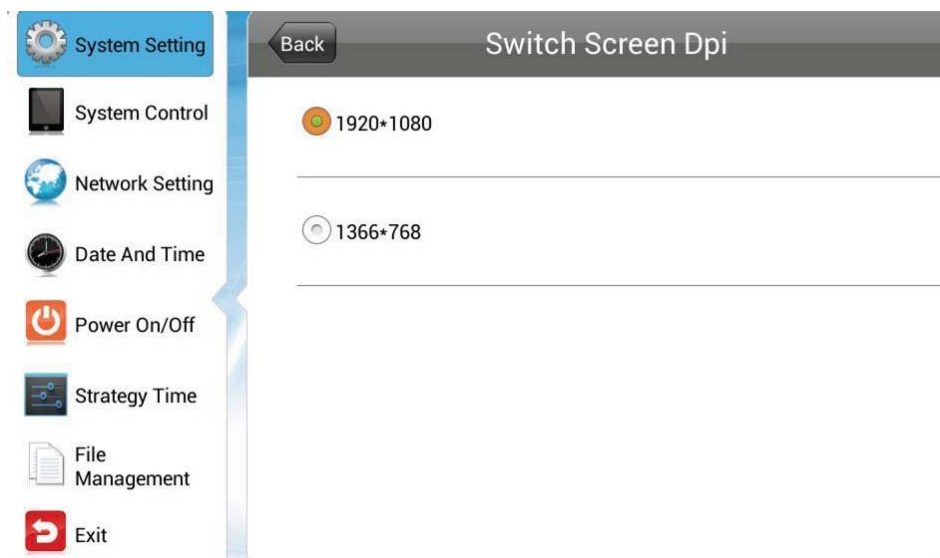 System Setting
System Control
Network Setting
Date And Time
Power On/Off
Strategy Time
File
Management
Exit
Back
Switch Screen Dpi
1920*1080
1366*768